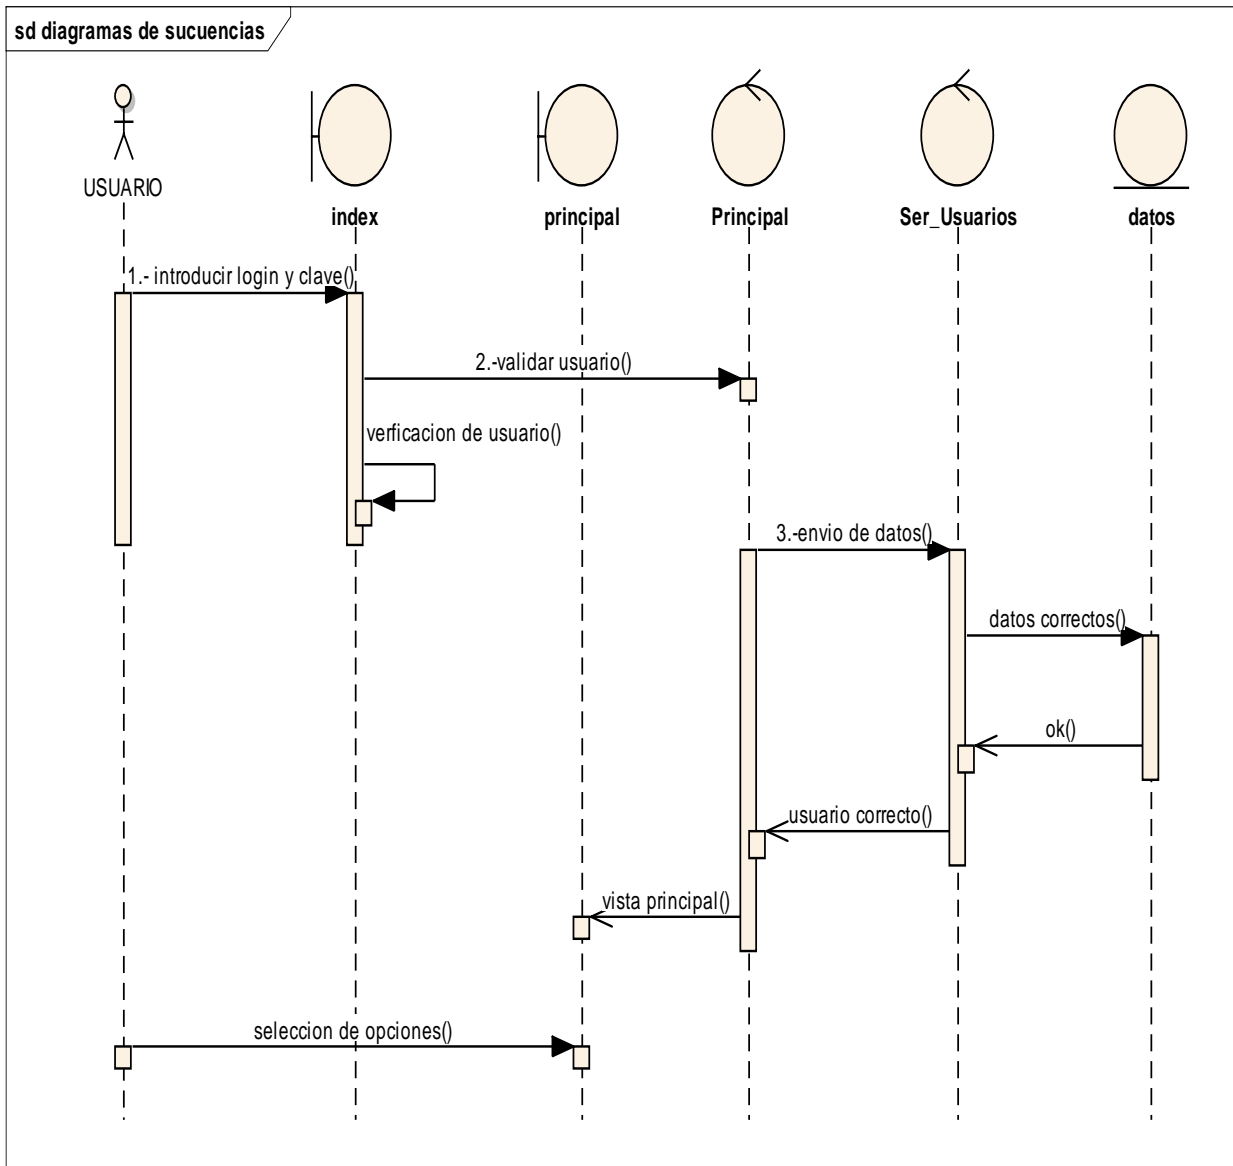 sd diagramas de sucuencias
USUARIO
index
principal
Principal
Ser_Usuarios
datos
1.- introducir login y clave()
2.-validar usuario()
verficacion de usuario()
3.-envio de datos()
datos correctos()
ok()
usuario correcto()
vista principal()
seleccion de opciones()